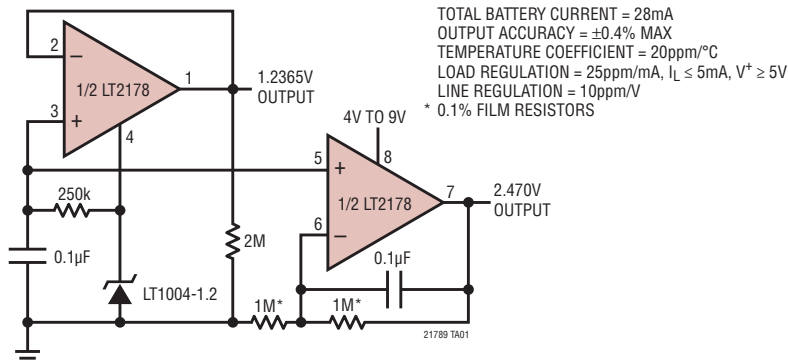 TOTAL BATTERY CURRENT = 28mA
OUTPUT ACCURACY = ±0.4% MAX
TEMPERATURE COEFFICIENT = 20ppm/°C
LOAD REGULATION = 25ppm/mA, IL ≤ 5mA, V+ ≥ 5V
LINE REGULATION = 10ppm/V
* 0.1% FILM RESISTORS
2
–
1/2 LT2178
1
1.2365V
OUTPUT
3
+
4
4V TO 9V
8
5
+
1/2 LT2178
7
2.470V
OUTPUT
6
–
250k
2M
0.1µF
0.1µF
LT1004-1.2
1M*
1M*
21789 TA01